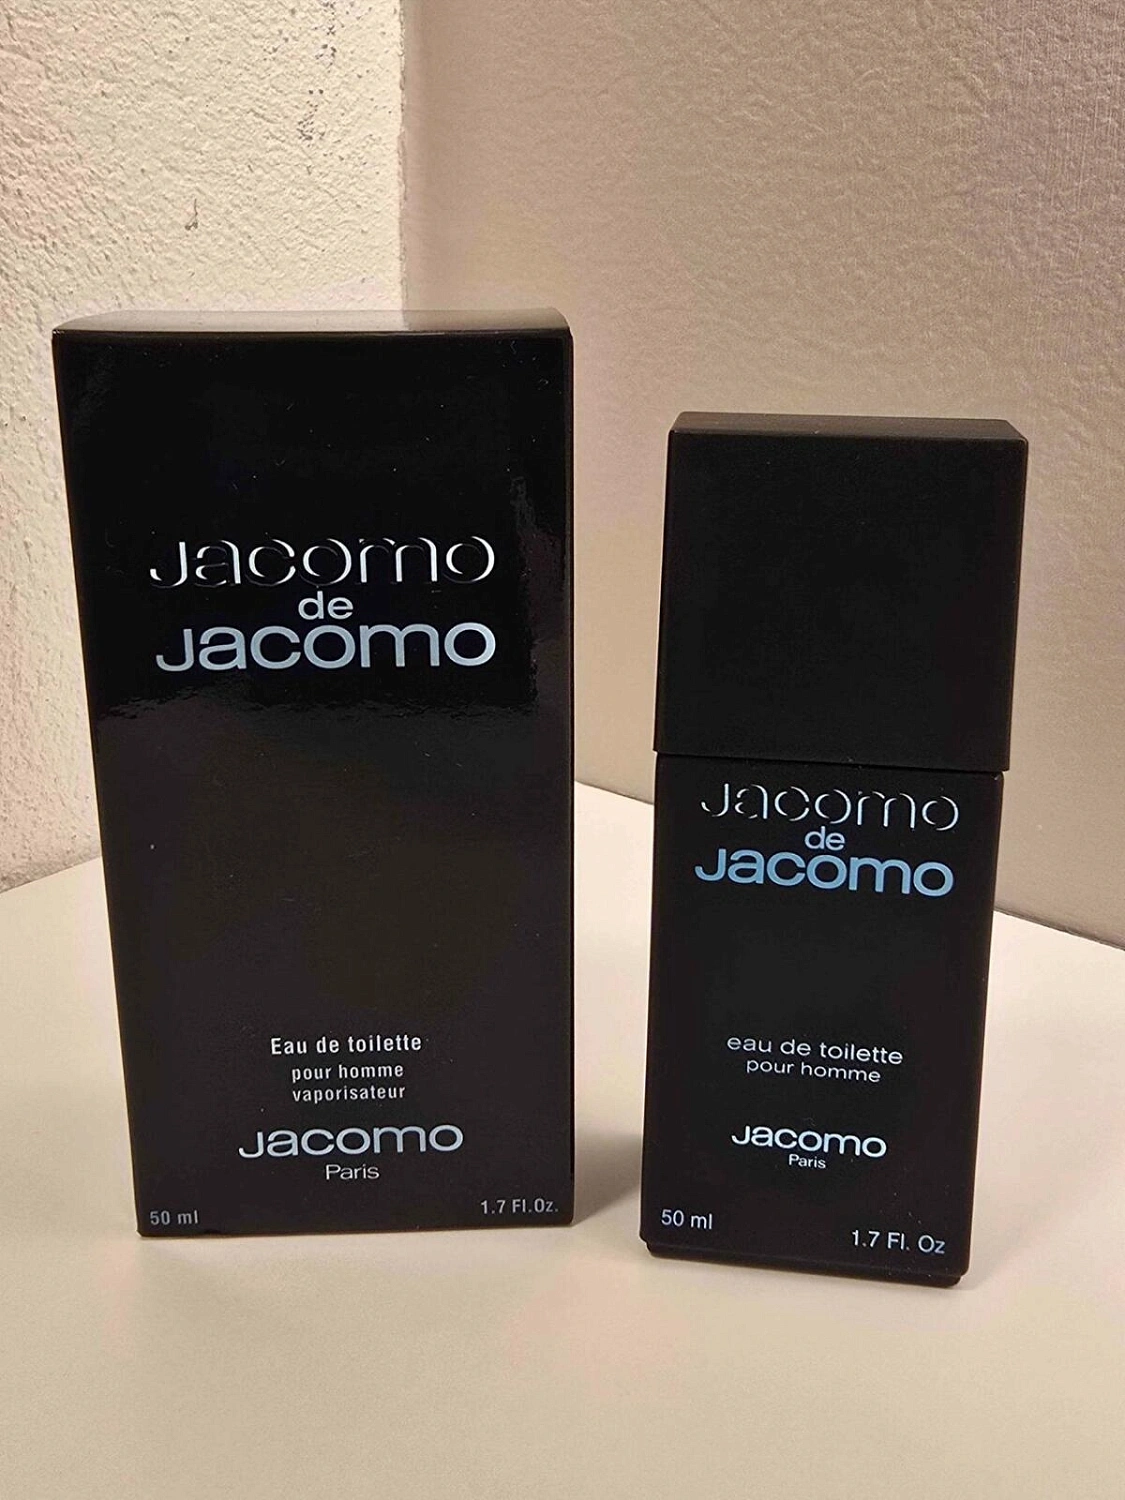 Jacomo
de
Jacomo
Eau de toilette
pour homme
vaporisateur
Jacomo
Paris
50 ml
1.7 Fl.Oz.
Jacomo
de
Jacomo
eau de toilette
pour homme
Jacomo
Paris
50 ml
1.7 Fl. Oz